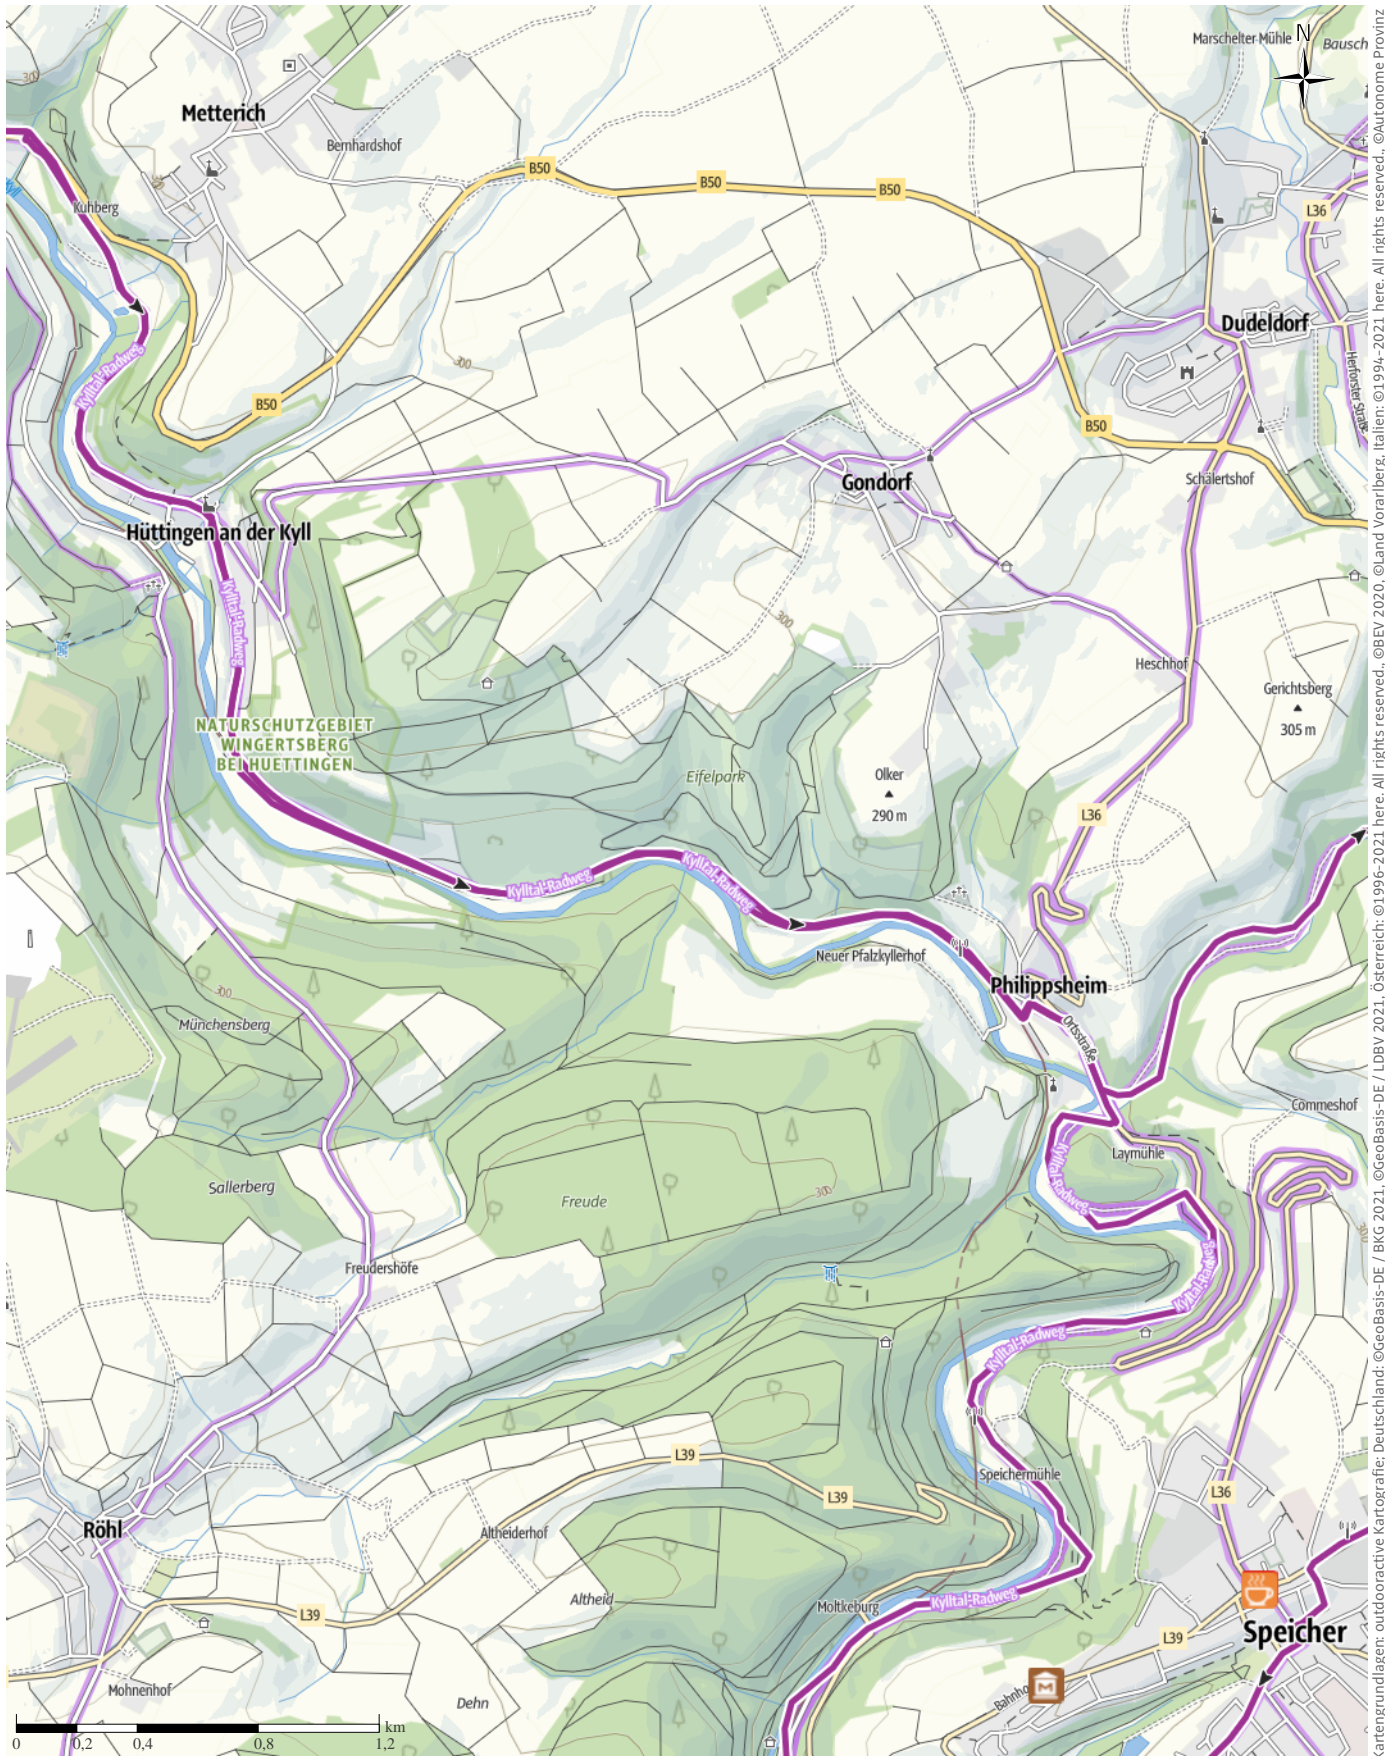 Marschelter Mühle
N
Bausch
300
Metterich
Bernhardshof
B50
B50
B50
300
Kyll
Kuhberg
L36
Dudeldorf
Kylltal-Radweg
300
Herforster Straße
B50
B50
Gondorf
Schälertshof
Hüttingen an der Kyll
Kylltal-Radweg
300
Heschhof
Gerichtsberg
305 m
NATURSCHUTZGEBIET
WINGERTSBERG
BEI HUETTINGEN
Eifelpark
Olker
290 m
L36
Kylltal-Radweg
Kylltal-Radweg
Neuer Pfalzkyllerhof
Philippsheim
300
Münchensberg
Ortsstraße
Commeshof
Laymühle
Kylltal-Radweg
Sallerberg
Freude
300
300
Freudershöfe
Kylltal-Radweg
Kylltal-Radweg
L39
Speichermühle
L39
L36
Röhl
Altheiderhof
Altheid
Moltkeburg
Kylltal-Radweg
L39
L39
Speicher
Mohnenhof
Dehn
Bahnho
km
0 0,2 0,4 0,8 1,2
artengrundlagen: outdooractive Kartografie; Deutschland: ©GeoBasis-DE / BKG 2021, ©GeoBasis-DE / LDBV 2021, Österreich: ©1996-2021 here. All rights reserved., ©BEV 2020, ©Land Vorarlberg, Italien: ©1994-2021 here. All rights reserved., ©Autonome Provinz